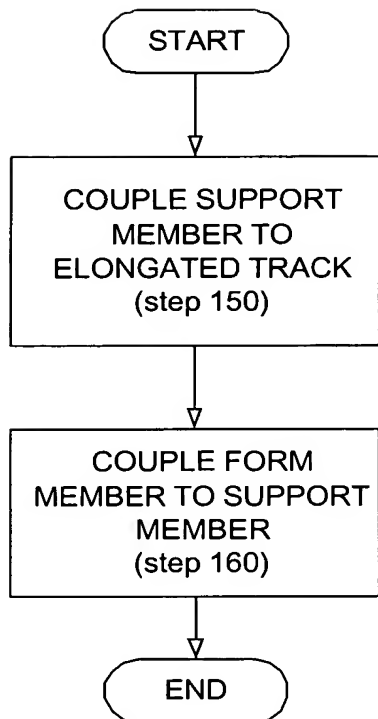 START
COUPLE SUPPORT
MEMBER TO
ELONGATED TRACK
(step 150)
COUPLE FORM
MEMBER TO SUPPORT
MEMBER
(step 160)
END